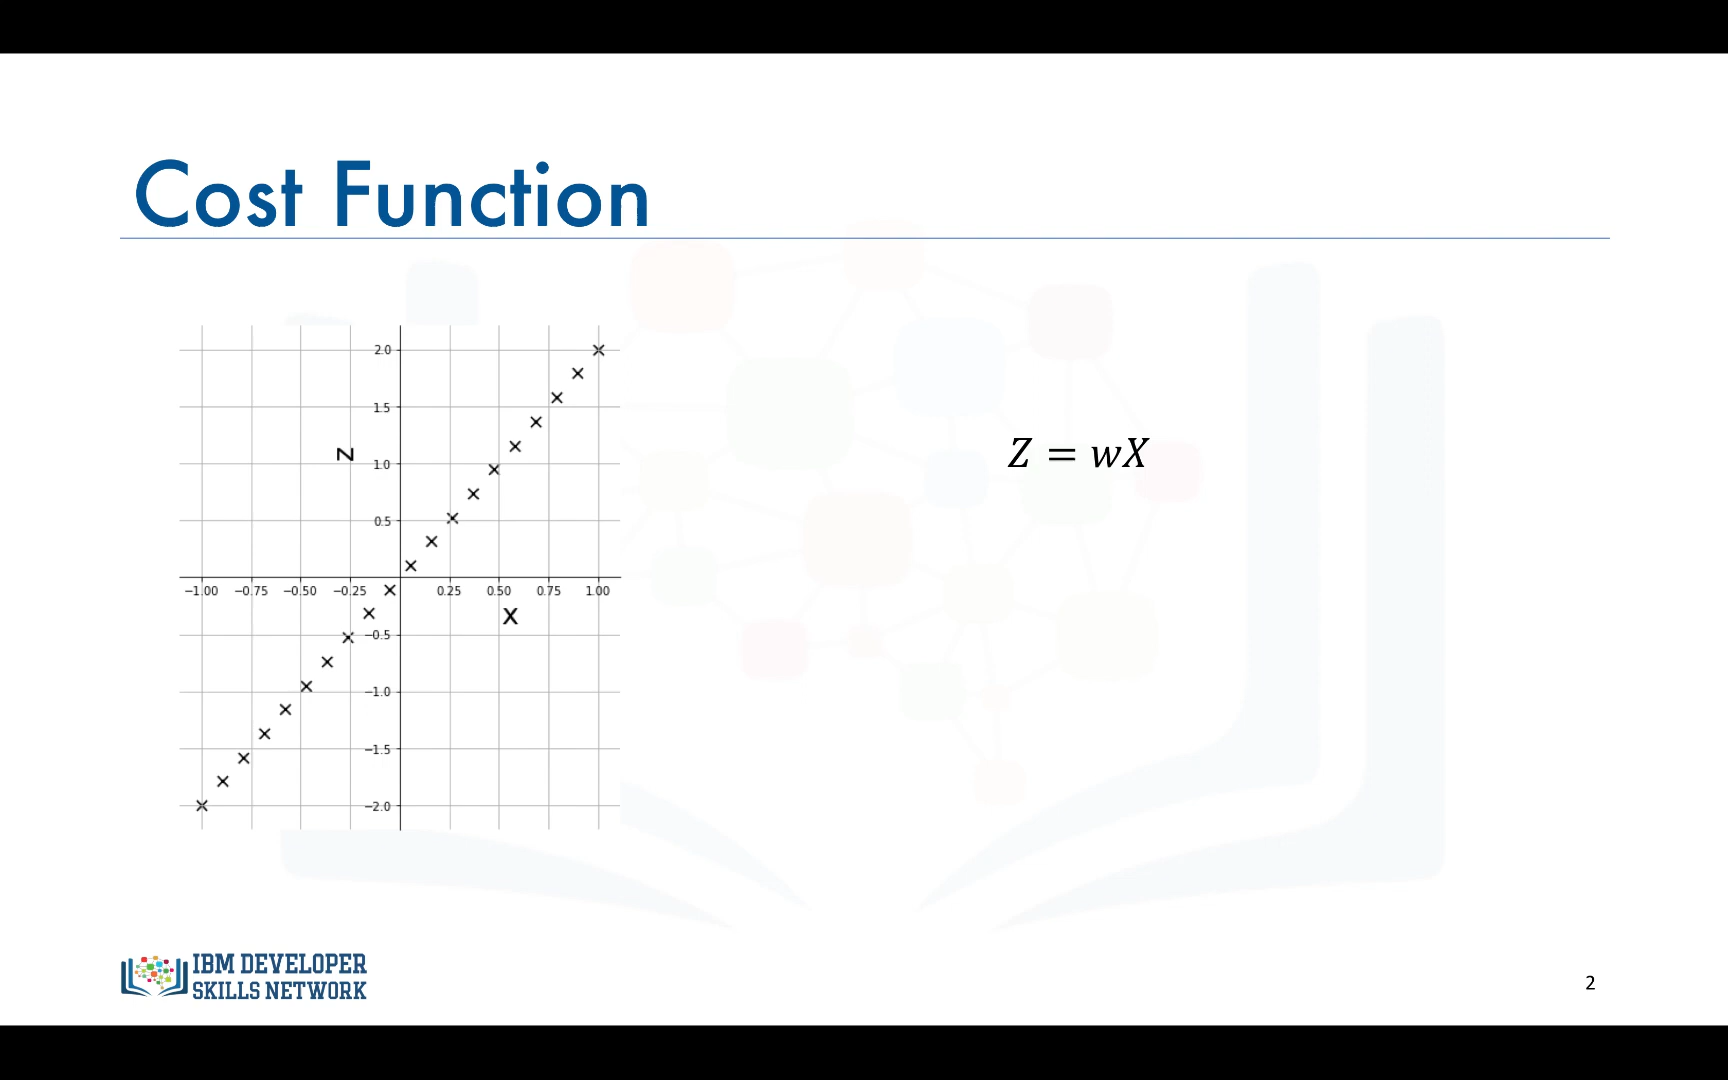 Cost Function
2.0
1.5
Z
1.0
Z = wX
0.5
−1.00 −0.75 −0.50 −0.25 0.25 0.50 0.75 1.00
X
−0.5
−1.0
−1.5
−2.0
IBM DEVELOPER
SKILLS NETWORK
2